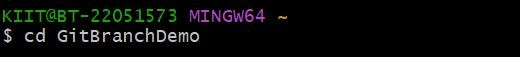 KIIT@BT-22051573 MINGW64 ~
$ cd GitBranchDemo